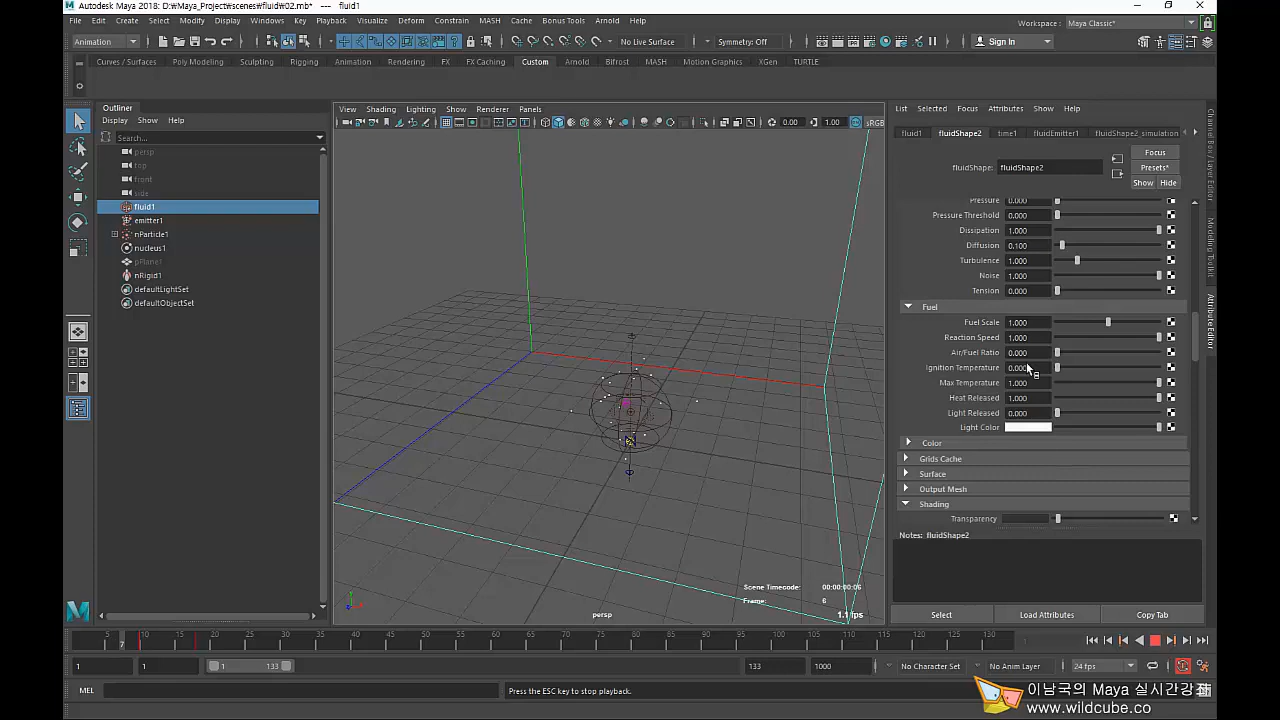 Autodesk Maya 2018: D:\Maya_Project\scenes\fluid\02.mb* --- fluid1
File Edit Create Select Modify Display Windows Key Playback Visualize Deform Constrain MASH Cache Bonus Tools Arnold Help
Workspace : Maya Classic*
Animation No Live Surface Symmetry: Off Sign In
Curves / Surfaces Poly Modeling Sculpting Rigging Animation Rendering FX FX Caching Custom Arnold Bifrost MASH Motion Graphics XGen TURTLE
Outliner
Display Show Help
Search...
persp
top
front
side
fluid1
emitter1
nParticle1
nucleus1
pPlane1
nRigid1
defaultLightSet
defaultObjectSet
View Shading Lighting Show Renderer Panels
0.00 1.00 sRGB
Scene Timecode: 00:00:00:06
Frame: 6
persp
1.1 fps
List Selected Focus Attributes Show Help
fluid1 fluidShape2 time1 fluidEmitter1 fluidShape2_simulation
fluidShape: fluidShape2
Focus
Presets*
Show Hide
Pressure 0.000
Pressure Threshold 0.000
Dissipation 1.000
Diffusion 0.100
Turbulence 1.000
Noise 1.000
Tension 0.000
Fuel
Fuel Scale 1.000
Reaction Speed 1.000
Air/Fuel Ratio 0.000
Ignition Temperature 0.000
Max Temperature 1.000
Heat Released 1.000
Light Released 0.000
Light Color
Color
Grids Cache
Surface
Output Mesh
Shading
Transparency
Notes: fluidShape2
Select Load Attributes Copy Tab
Channel Box / Layer Editor
Modeling Toolkit
Attribute Editor
5 7 10 15 20 25 30 35 40 45 50 55 60 65 70 75 80 85 90 95 100 105 110 115 120 125 130
1 1 1 133 133 1000 No Character Set No Anim Layer 24 fps
MEL Press the ESC key to stop playback.
이남국의 Maya 실시간강좌
www.wildcube.co